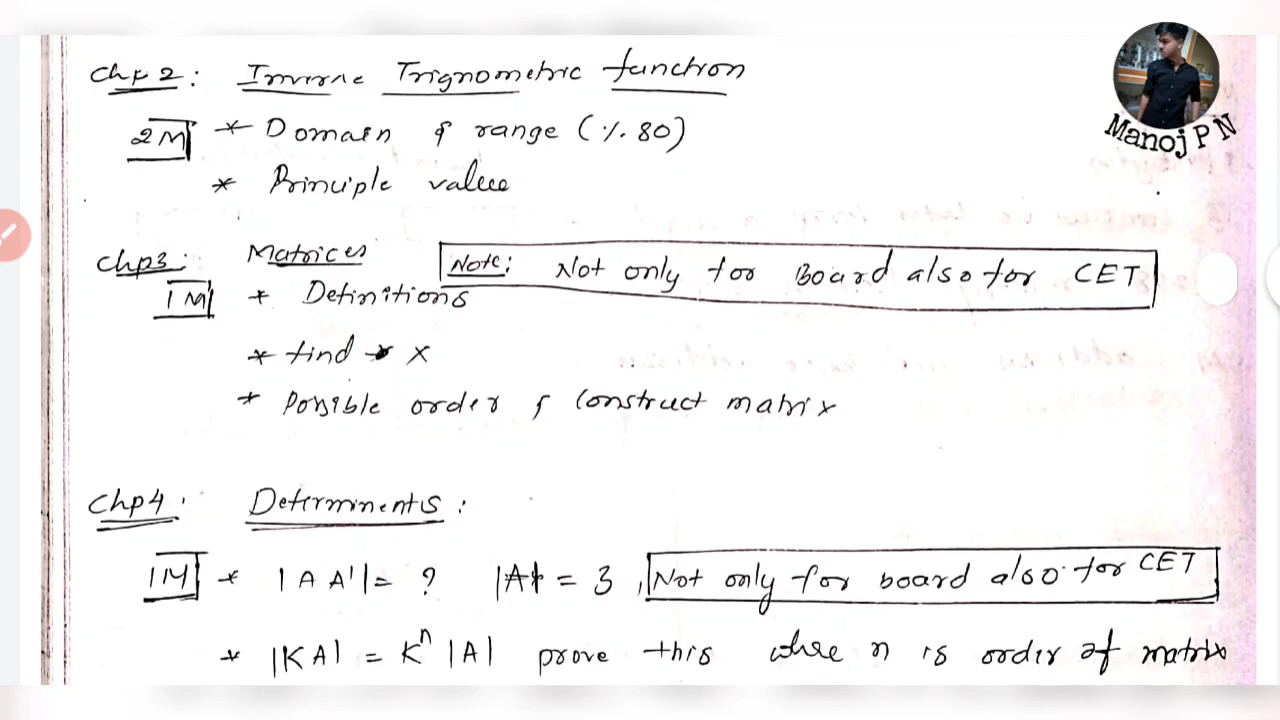 Chp 2: Inverse Trignometric function
2M * Domain & range (%. 80)
* Principle value
Manoj P N
Chp3: Matrices
Note: Not only for Board also for CET
1M * Definitions
* find x
* Possible order & construct matrix
Chp4: Determinents:
1M * |A A'| = ? |A| = 3, Not only for board also for CET
* |KA| = Kⁿ |A| prove this where n is order of matrix